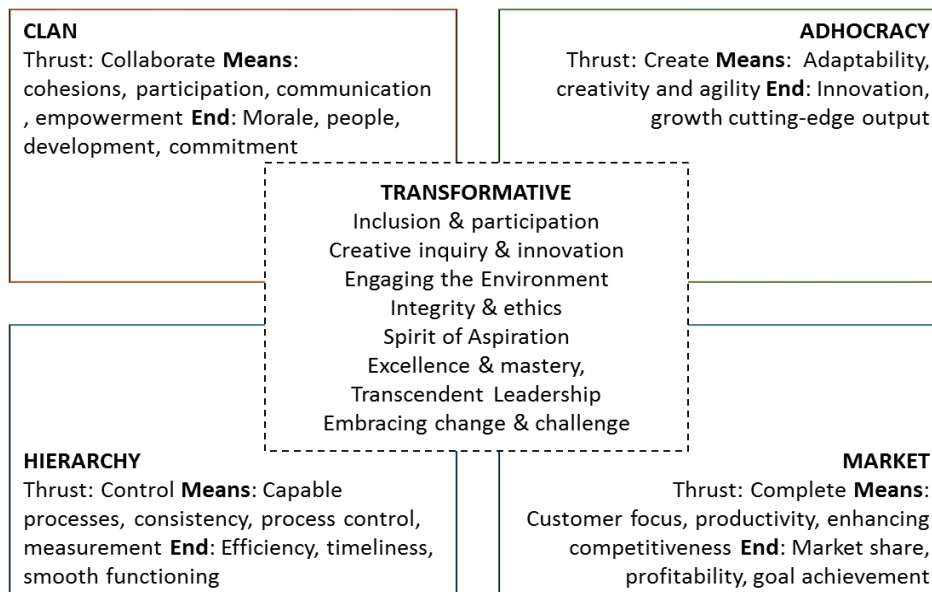 CLAN
Thrust: Collaborate Means:
cohesions, participation, communication
, empowerment End: Morale, people,
development, commitment
ADHOCRACY
Thrust: Create Means: Adaptability,
creativity and agility End: Innovation,
growth cutting-edge output
TRANSFORMATIVE
Inclusion & participation
Creative inquiry & innovation
Engaging the Environment
Integrity & ethics
Spirit of Aspiration
Excellence & mastery,
Transcendent Leadership
Embracing change & challenge
HIERARCHY
Thrust: Control Means: Capable
processes, consistency, process control,
measurement End: Efficiency, timeliness,
smooth functioning
MARKET
Thrust: Complete Means:
Customer focus, productivity, enhancing
competitiveness End: Market share,
profitability, goal achievement